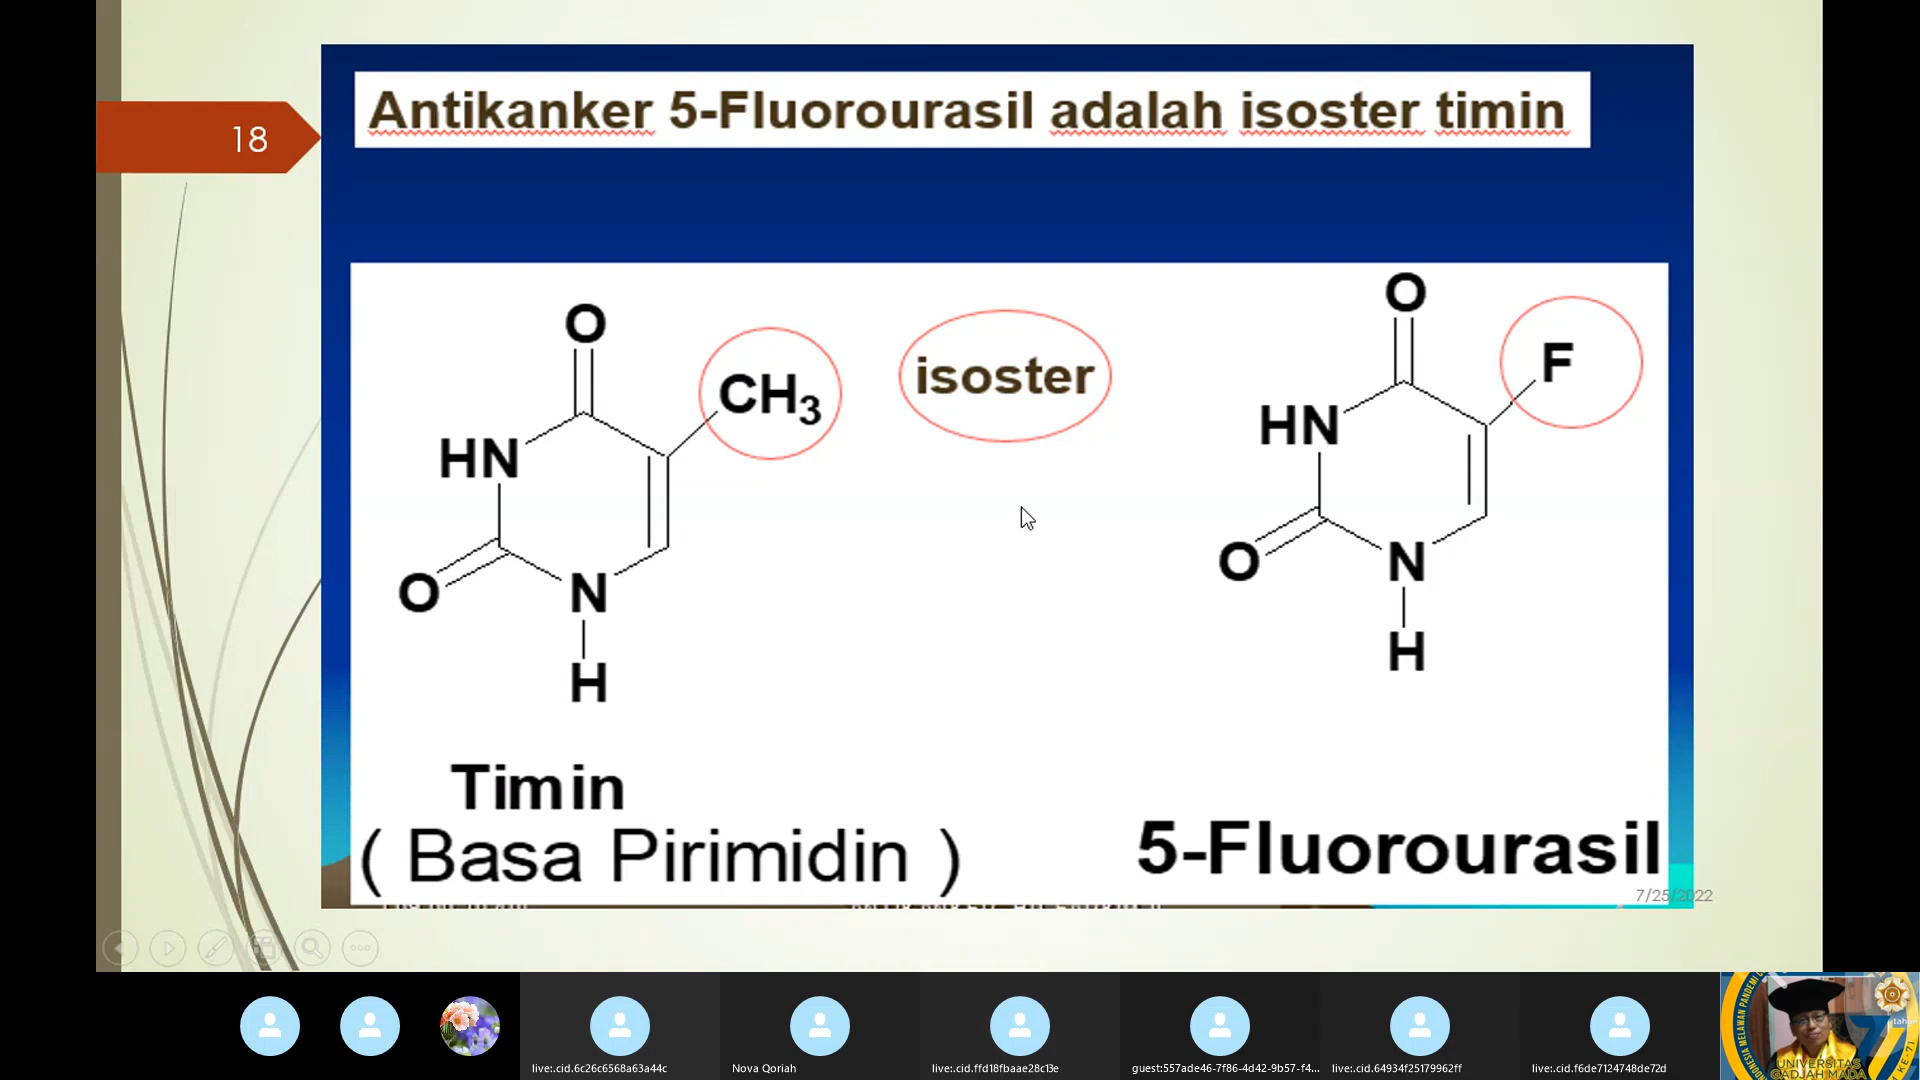 18
Antikanker 5-Fluorourasil adalah isoster timin
O
CH3
HN
O
N
H
Timin
( Basa Pirimidin )
isoster
O
F
HN
O
N
H
5-Fluorourasil
7/25/2022
live:.cid.6c26c6568a63a44c
Nova Qoriah
live:.cid.ffd18fbaae28c13e
guest:557ade46-7f86-4d42-9b57-f4...
live:.cid.64934f25179962ff
live:.cid.f6de7124748de72d
UNIVERSITAS
GADJAH MADA